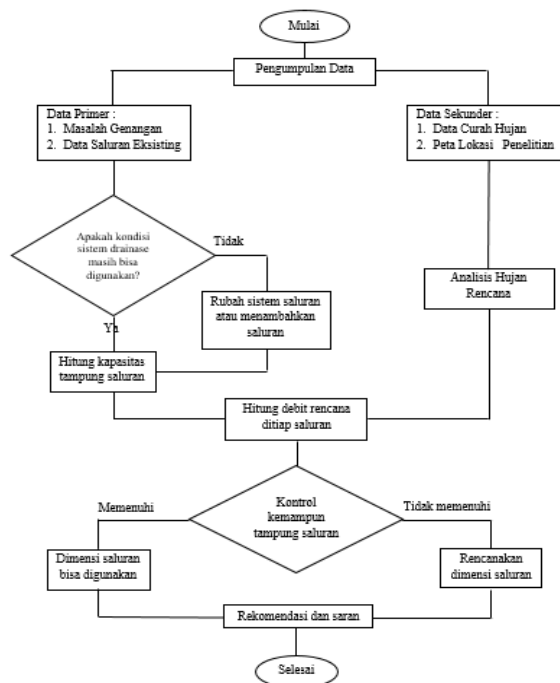 Mulai
Pengumpulan Data
Data Primer :
1. Masalah Genangan
2. Data Saluran Eksisting
Data Sekunder :
1. Data Curah Hujan
2. Peta Lokasi Penelitian
Apakah kondisi
sistem drainase
masih bisa
digunakan?
Tidak
Rubah sistem saluran
atau menambahkan
saluran
Analisis Hujan
Rencana
Ya
Hitung kapasitas
tampung saluran
Hitung debit rencana
ditiap saluran
Kontrol
kemampun
tampung saluran
Memenuhi
Tidak memenuhi
Dimensi saluran
bisa digunakan
Rencanakan
dimensi saluran
Rekomendasi dan saran
Selesai